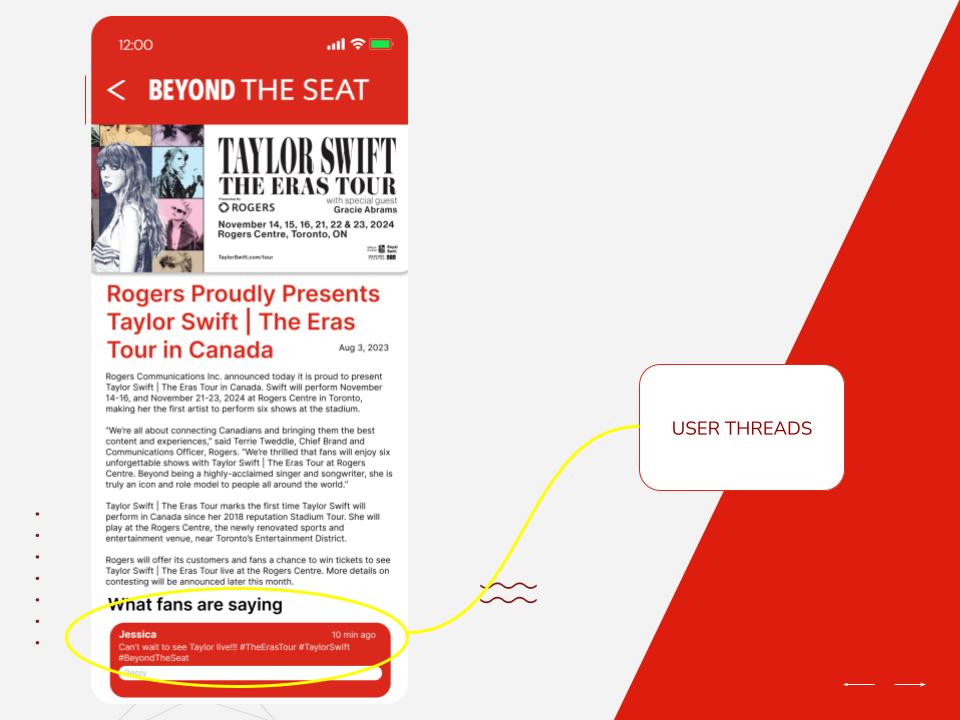 12:00
< BEYOND THE SEAT
TAYLOR SWIFT
THE ERAS TOUR
Presented By
ROGERS
with special guest
Gracie Abrams
November 14, 15, 16, 21, 22 & 23, 2024
Rogers Centre, Toronto, ON
TaylorSwift.com/tour
Royal
Bank
Rogers Proudly Presents
Taylor Swift | The Eras
Tour in Canada
Aug 3, 2023
Rogers Communications Inc. announced today it is proud to present
Taylor Swift | The Eras Tour in Canada. Swift will perform November
14-16, and November 21-23, 2024 at Rogers Centre in Toronto,
making her the first artist to perform six shows at the stadium.
"We're all about connecting Canadians and bringing them the best
content and experiences," said Terrie Tweddle, Chief Brand and
Communications Officer, Rogers. "We're thrilled that fans will enjoy six
unforgettable shows with Taylor Swift | The Eras Tour at Rogers
Centre. Beyond being a highly-acclaimed singer and songwriter, she is
truly an icon and role model to people all around the world."
Taylor Swift | The Eras Tour marks the first time Taylor Swift will
perform in Canada since her 2018 reputation Stadium Tour. She will
play at the Rogers Centre, the newly renovated sports and
entertainment venue, near Toronto's Entertainment District.
Rogers will offer its customers and fans a chance to win tickets to see
Taylor Swift | The Eras Tour live at the Rogers Centre. More details on
contesting will be announced later this month.
What fans are saying
Jessica 10 min ago
Can't wait to see Taylor live!!! #TheErasTour #TaylorSwift
#BeyondTheSeat
Reply
USER THREADS